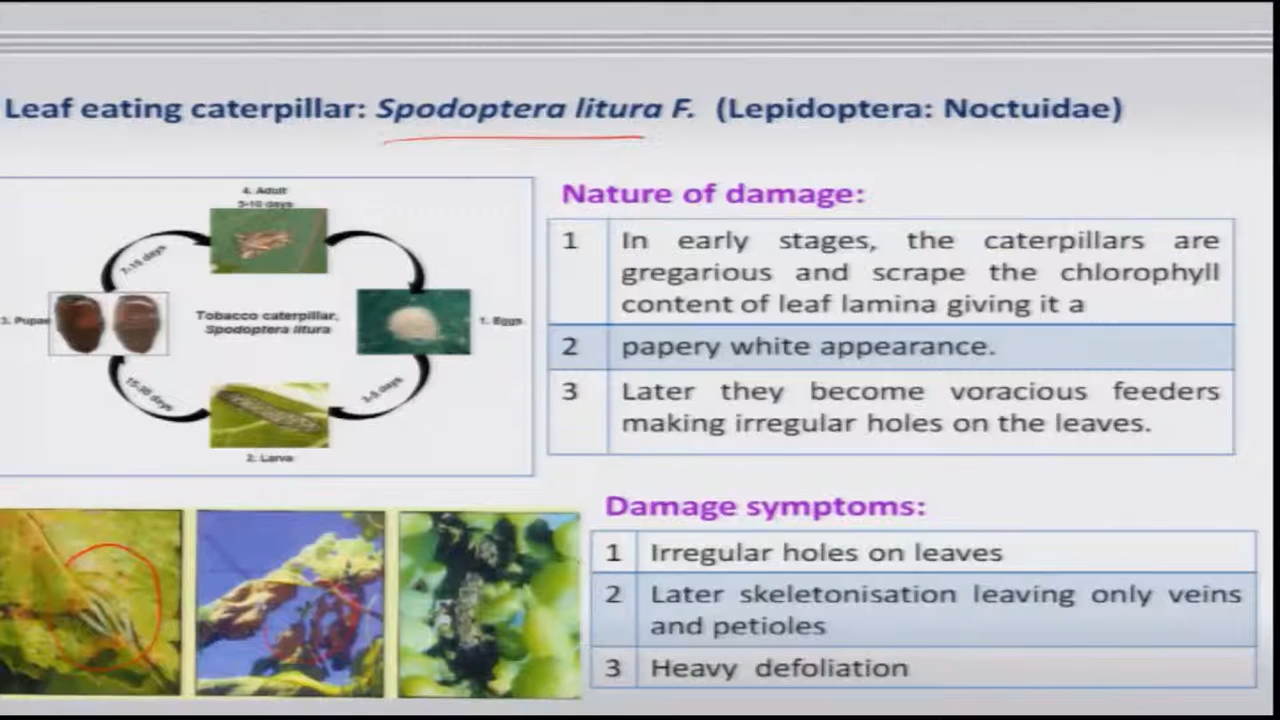 Leaf eating caterpillar: Spodoptera litura F. (Lepidoptera: Noctuidae)
4. Adult
5-10 days
7-10 days
3. Pupae
Tobacco caterpillar,
Spodoptera litura
1. Eggs
15-30 days
3-5 days
2. Larva
Nature of damage:
1 In early stages, the caterpillars are
gregarious and scrape the chlorophyll
content of leaf lamina giving it a
2 papery white appearance.
3 Later they become voracious feeders
making irregular holes on the leaves.
Damage symptoms:
1 Irregular holes on leaves
2 Later skeletonisation leaving only veins
and petioles
3 Heavy defoliation